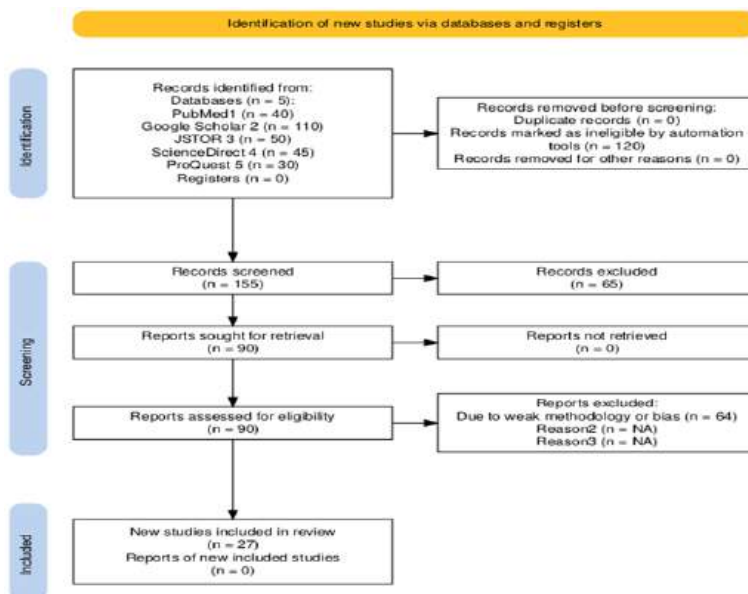 Identification of new studies via databases and registers
Identification
Records identified from:
Databases (n = 5):
PubMed1 (n = 40)
Google Scholar 2 (n = 110)
JSTOR 3 (n = 50)
ScienceDirect 4 (n = 45)
ProQuest 5 (n = 30)
Registers (n = 0)
Records removed before screening:
Duplicate records (n = 0)
Records marked as ineligible by automation
tools (n = 120)
Records removed for other reasons (n = 0)
Screening
Records screened
(n = 155)
Records excluded
(n = 65)
Reports sought for retrieval
(n = 90)
Reports not retrieved
(n = 0)
Reports assessed for eligibility
(n = 90)
Reports excluded:
Due to weak methodology or bias (n = 64)
Reason2 (n = NA)
Reason3 (n = NA)
Included
New studies included in review
(n = 27)
Reports of new included studies
(n = 0)